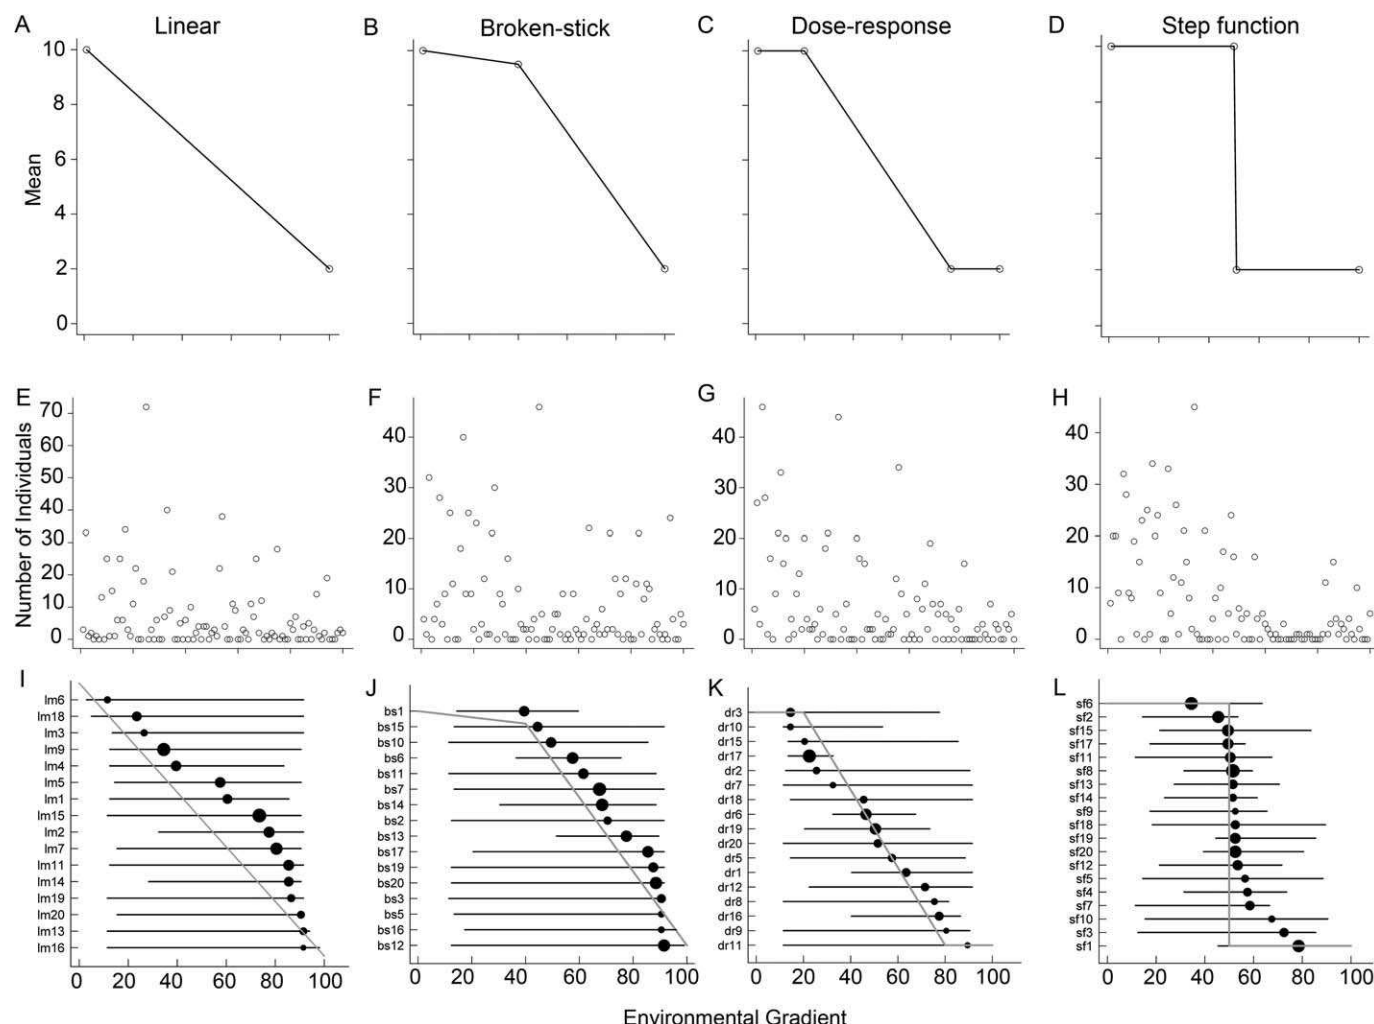 A Linear
B Broken-stick
C Dose-response
D Step function
Mean
10
8
6
4
2
0
E
F
G
H
Number of Individuals
70
60
50
40
30
20
10
0
40
30
20
10
0
40
30
20
10
0
40
30
20
10
0
I
lm6
lm18
lm3
lm9
lm4
lm5
lm1
lm15
lm2
lm7
lm11
lm14
lm19
lm20
lm13
lm16
0 20 40 60 80 100
J
bs1
bs15
bs10
bs6
bs11
bs7
bs14
bs2
bs13
bs17
bs19
bs20
bs3
bs5
bs16
bs12
0 20 40 60 80 100
K
dr3
dr10
dr15
dr17
dr2
dr7
dr18
dr6
dr19
dr20
dr5
dr1
dr12
dr8
dr16
dr9
dr11
0 20 40 60 80 100
L
sf6
sf2
sf15
sf17
sf11
sf8
sf13
sf14
sf9
sf18
sf19
sf20
sf12
sf5
sf4
sf7
sf10
sf3
sf1
0 20 40 60 80 100
Environmental Gradient